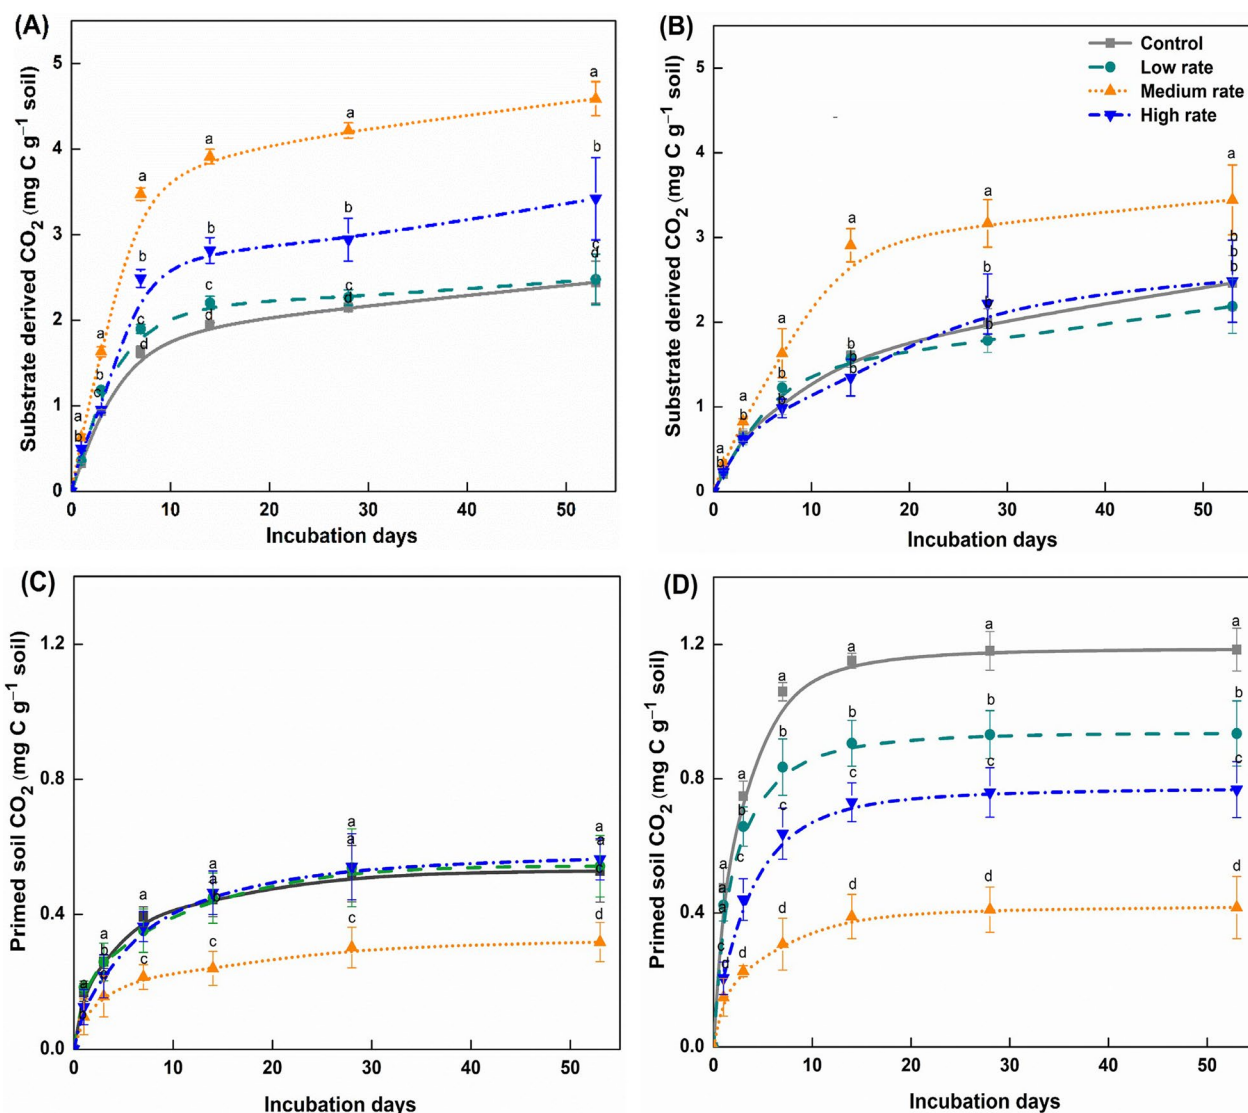 (A)
Substrate derived CO₂ (mg C g⁻¹ soil)
5
4
3
2
1
0
a
a
a
a
a
a
b
b
b
b
b
b
c
c
c
c
c
d
d
d
d
0 10 20 30 40 50
Incubation days
(B)
Control
Low rate
Medium rate
High rate
Substrate derived CO₂ (mg C g⁻¹ soil)
5
4
3
2
1
0
a
a
a
a
a
a
b
b
b
b
b
b
b
b
b
b
b
0 10 20 30 40 50
Incubation days
(C)
Primed soil CO₂ (mg C g⁻¹ soil)
1.2
0.8
0.4
0.0
a
a
a
a
a
a
a
a
a
b
b
c
c
c
c
d
0 10 20 30 40 50
Incubation days
(D)
Primed soil CO₂ (mg C g⁻¹ soil)
1.2
0.8
0.4
0.0
a
a
a
a
a
a
a
b
b
b
b
b
c
c
c
c
c
c
d
d
d
d
d
d
0 10 20 30 40 50
Incubation days